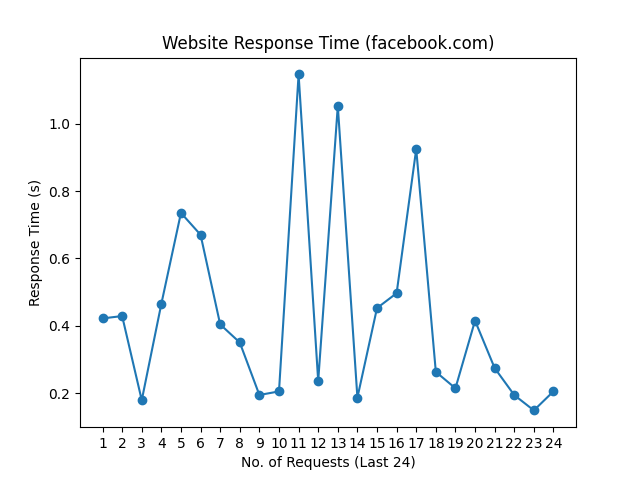 Website Response Time (facebook.com)
Response Time (s)
1.0
0.8
0.6
0.4
0.2
1 2 3 4 5 6 7 8 9 10 11 12 13 14 15 16 17 18 19 20 21 22 23 24
No. of Requests (Last 24)